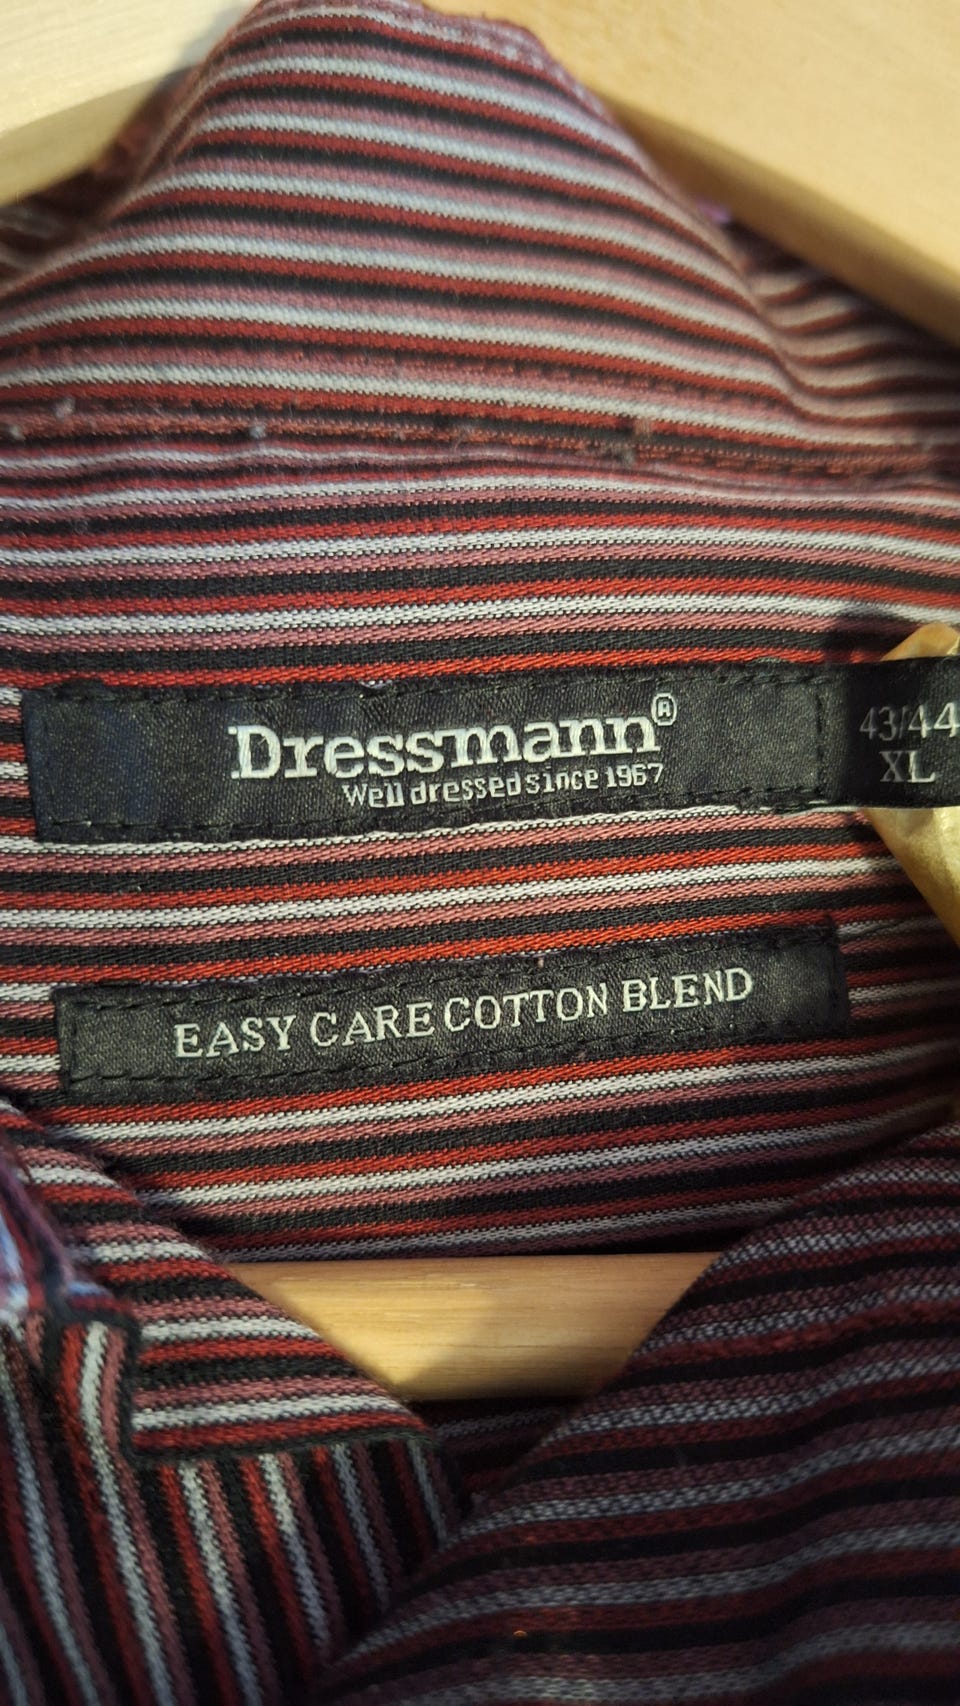 Dressmann®
Well dressed since 1967
43/44
XL
EASY CARE COTTON BLEND